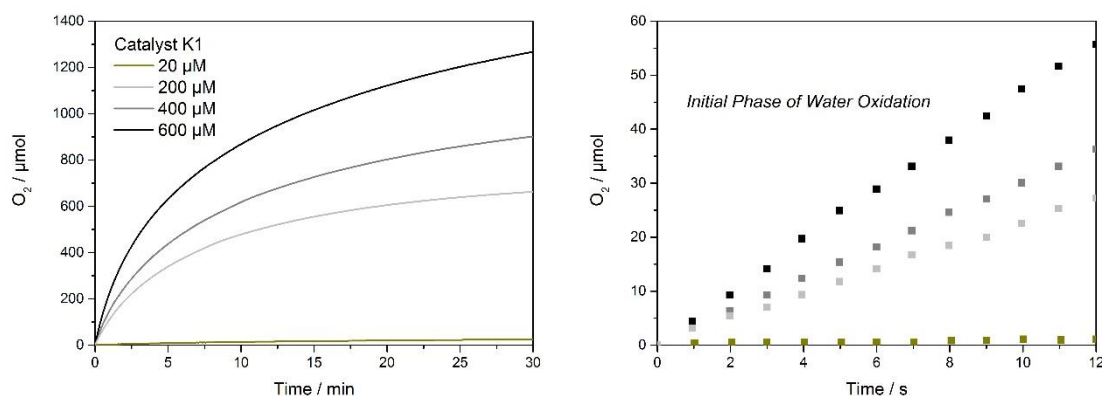 1400
1200
1000
800
600
400
200
0
O2 / µmol
Catalyst K1
20 µM
200 µM
400 µM
600 µM
0 5 10 15 20 25 30
Time / min
60
50
40
30
20
10
0
O2 / µmol
Initial Phase of Water Oxidation
0 2 4 6 8 10 12
Time / s